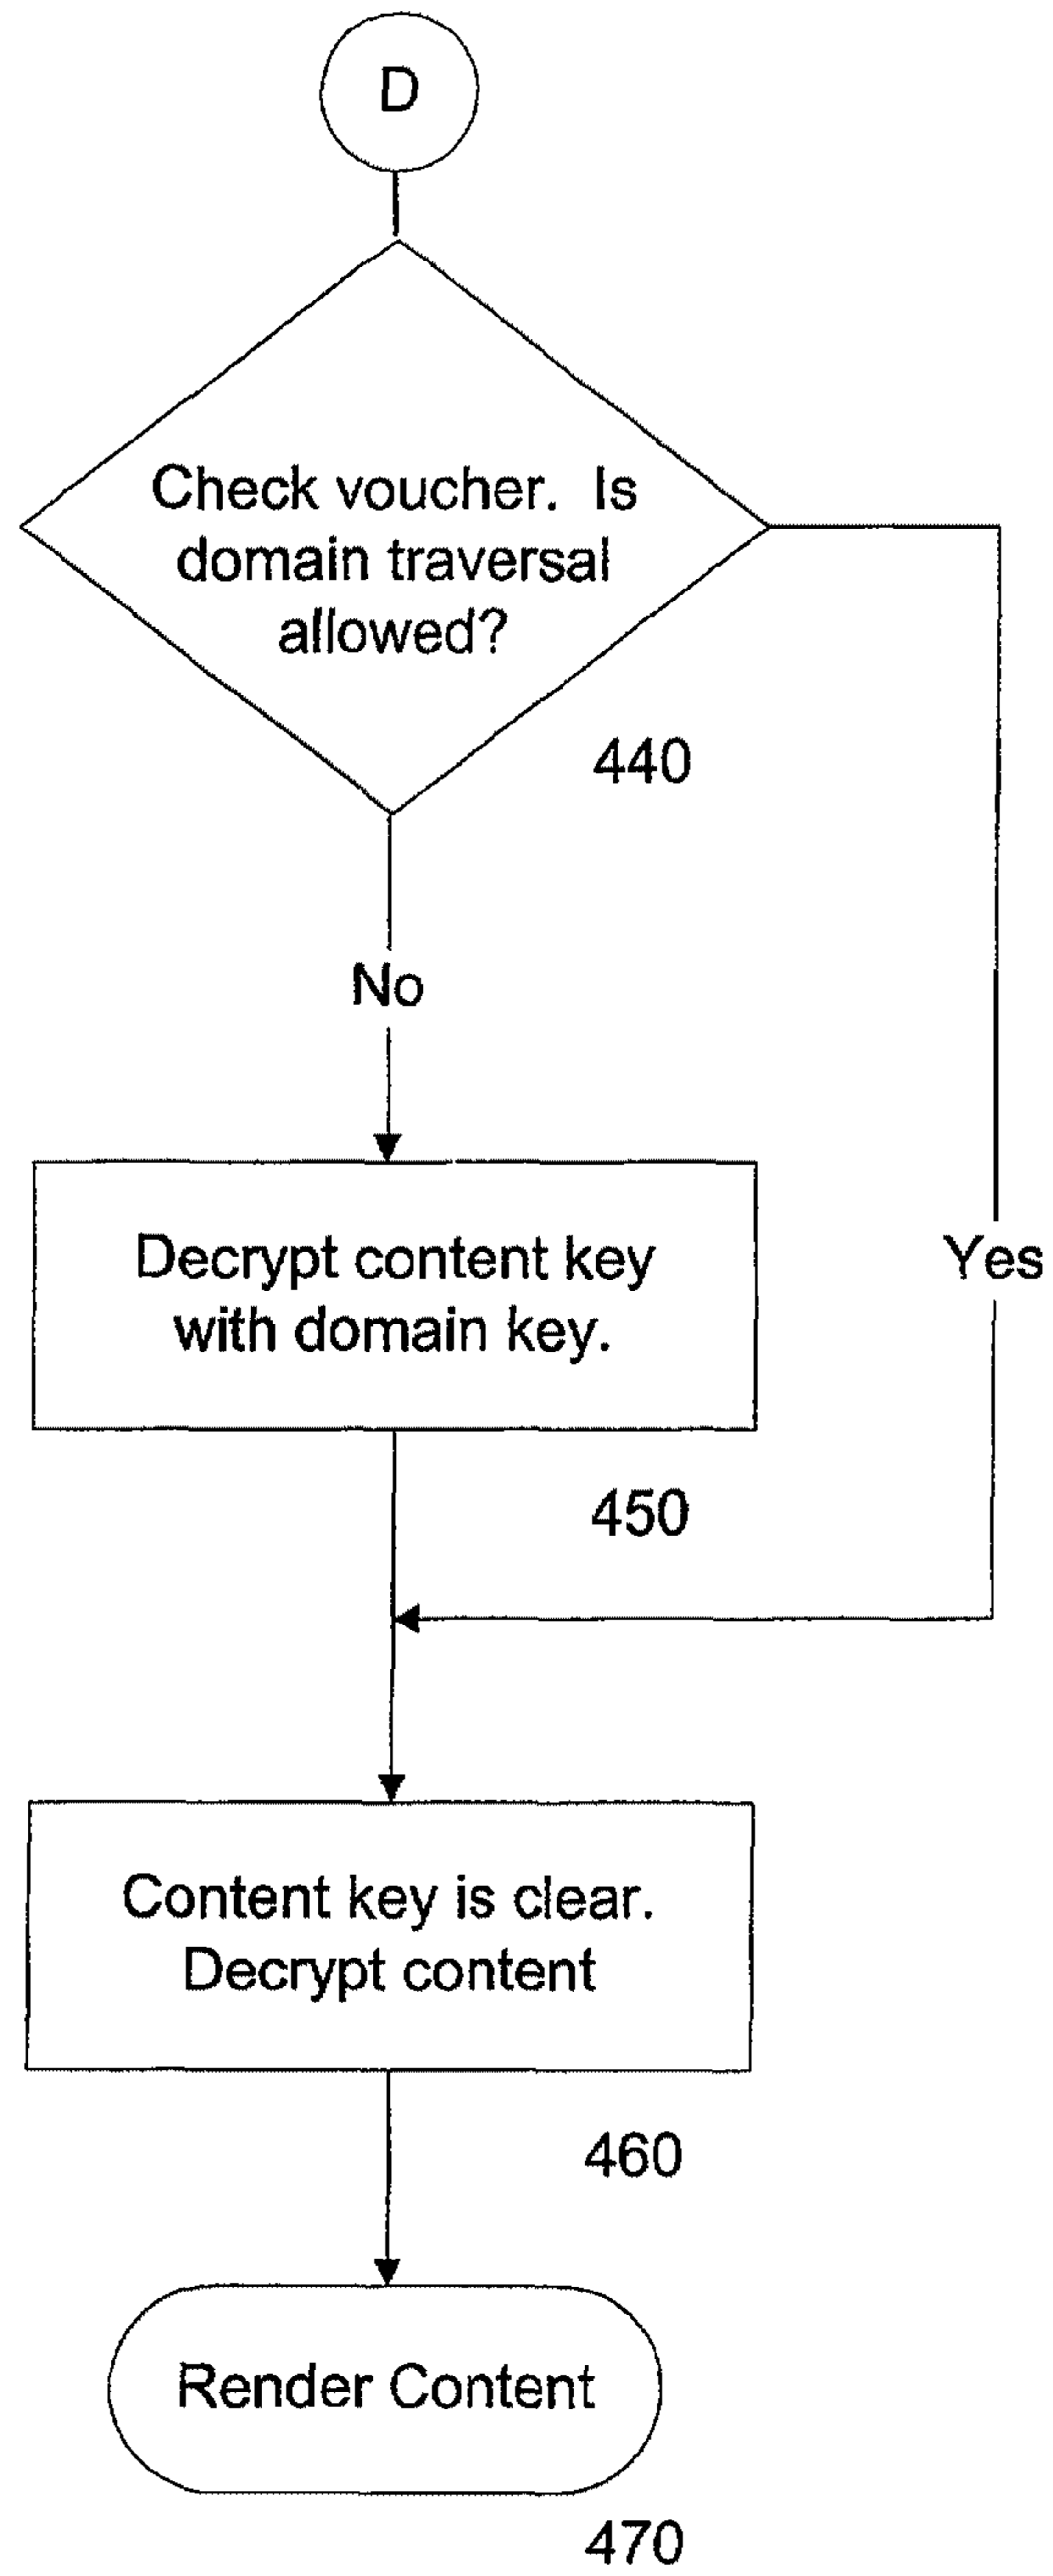 D
Check voucher. Is
domain traversal
allowed?
440
No
Decrypt content key
with domain key.
Yes
450
Content key is clear.
Decrypt content
460
Render Content
470